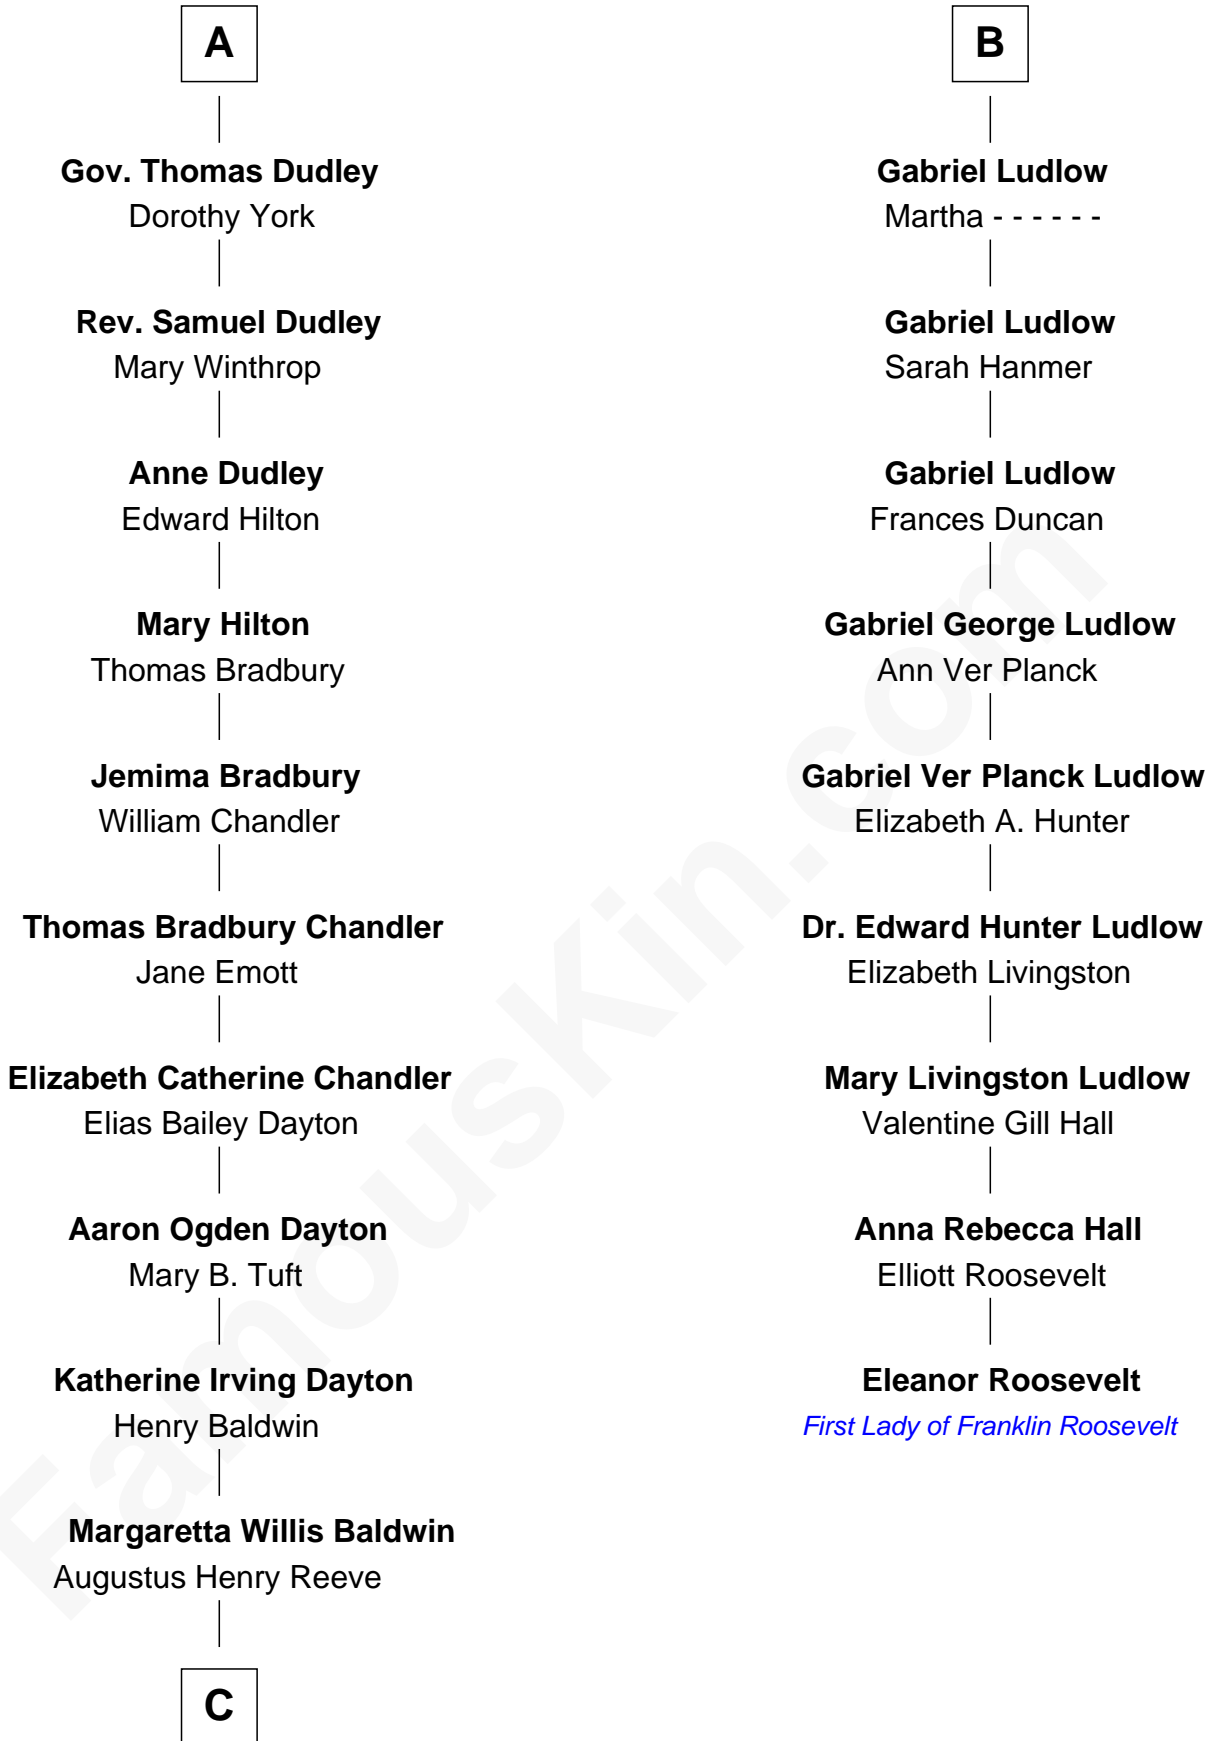 A
Gov. Thomas Dudley
Dorothy York
Rev. Samuel Dudley
Mary Winthrop
Anne Dudley
Edward Hilton
Mary Hilton
Thomas Bradbury
Jemima Bradbury
William Chandler
Thomas Bradbury Chandler
Jane Emott
Elizabeth Catherine Chandler
Elias Bailey Dayton
Aaron Ogden Dayton
Mary B. Tuft
Katherine Irving Dayton
Henry Baldwin
Margaretta Willis Baldwin
Augustus Henry Reeve
C
B
Gabriel Ludlow
Martha - - - - - -
Gabriel Ludlow
Sarah Hanmer
Gabriel Ludlow
Frances Duncan
Gabriel George Ludlow
Ann Ver Planck
Gabriel Ver Planck Ludlow
Elizabeth A. Hunter
Dr. Edward Hunter Ludlow
Elizabeth Livingston
Mary Livingston Ludlow
Valentine Gill Hall
Anna Rebecca Hall
Elliott Roosevelt
Eleanor Roosevelt
First Lady of Franklin Roosevelt
FamousKin.com